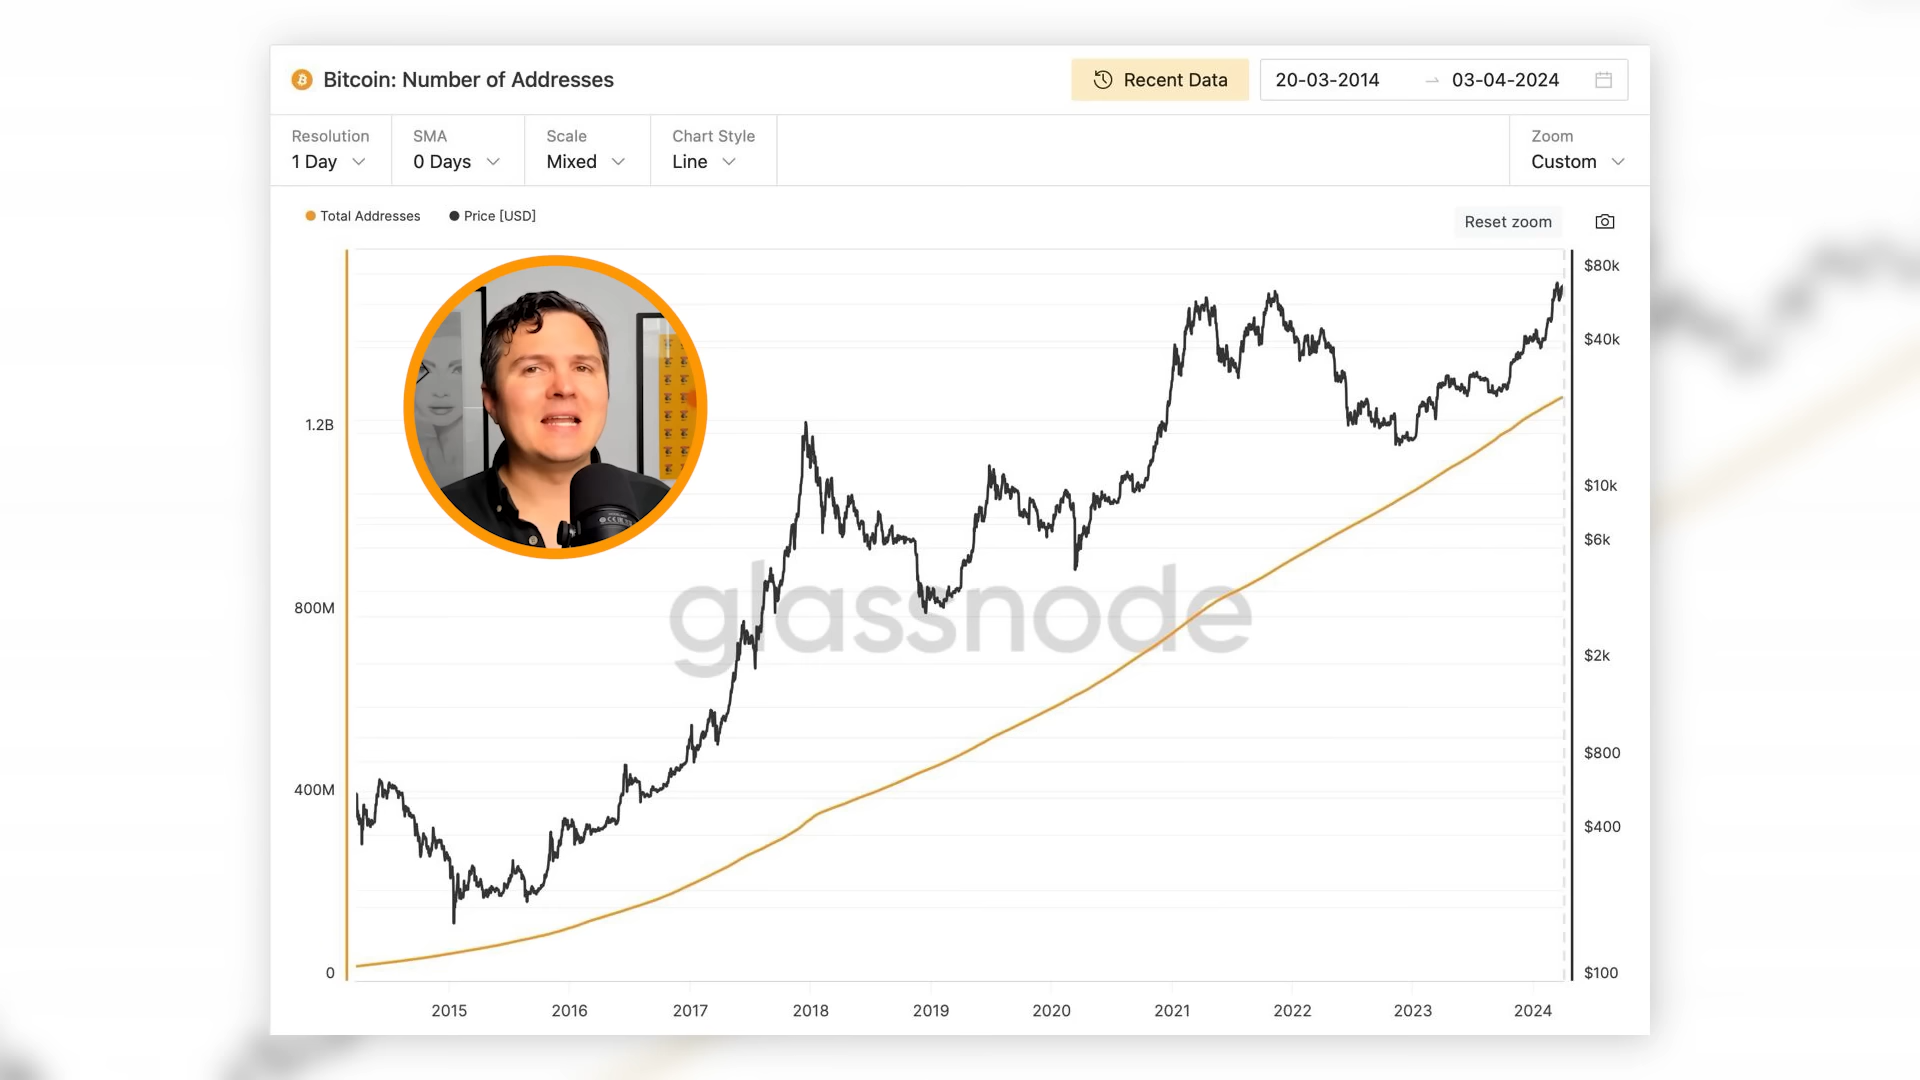 Bitcoin: Number of Addresses
Recent Data
20-03-2014 → 03-04-2024
Resolution
1 Day
SMA
0 Days
Scale
Mixed
Chart Style
Line
Zoom
Custom
Total Addresses
Price [USD]
Reset zoom
1.2B
800M
400M
0
glassnode
$80k
$40k
$10k
$6k
$2k
$800
$400
$100
2015 2016 2017 2018 2019 2020 2021 2022 2023 2024